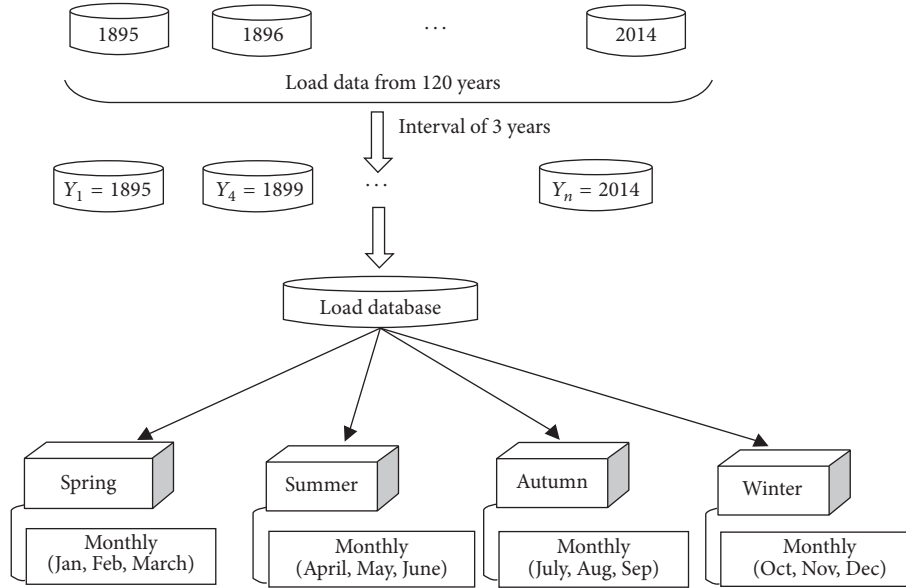 1895 1896 ... 2014
Load data from 120 years
Interval of 3 years
Y1 = 1895 Y4 = 1899 ... Yn = 2014
Load database
Spring Summer Autumn Winter
Monthly
(Jan, Feb, March)
Monthly
(April, May, June)
Monthly
(July, Aug, Sep)
Monthly
(Oct, Nov, Dec)